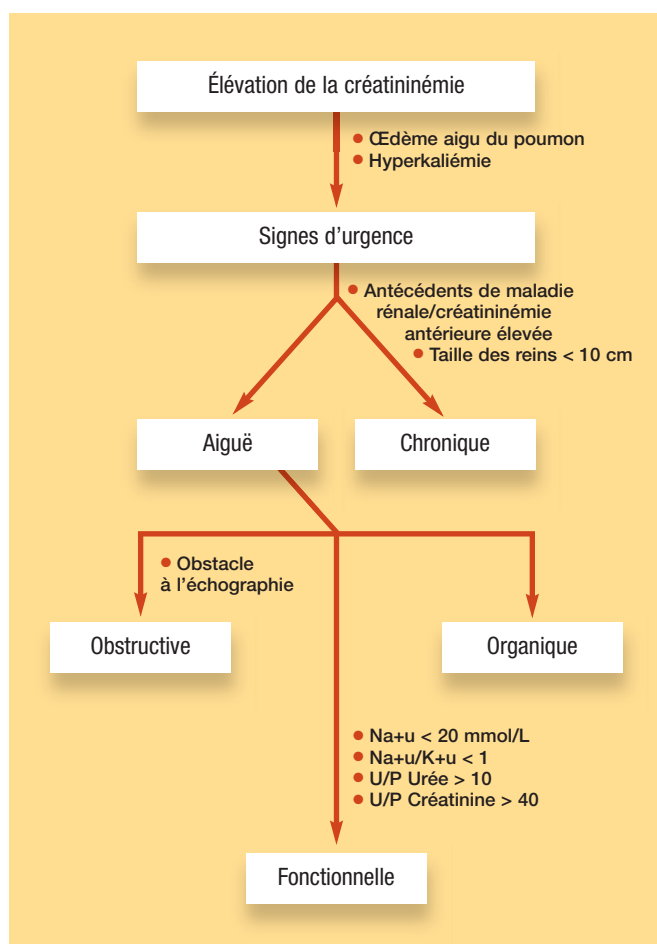 Élévation de la créatininémie
• Œdème aigu du poumon
• Hyperkaliémie
Signes d'urgence
• Antécédents de maladie
rénale/créatininémie
antérieure élevée
• Taille des reins < 10 cm
Aiguë
Chronique
• Obstacle
à l'échographie
Obstructive
Organique
• Na+u < 20 mmol/L
• Na+u/K+u < 1
• U/P Urée > 10
• U/P Créatinine > 40
Fonctionnelle